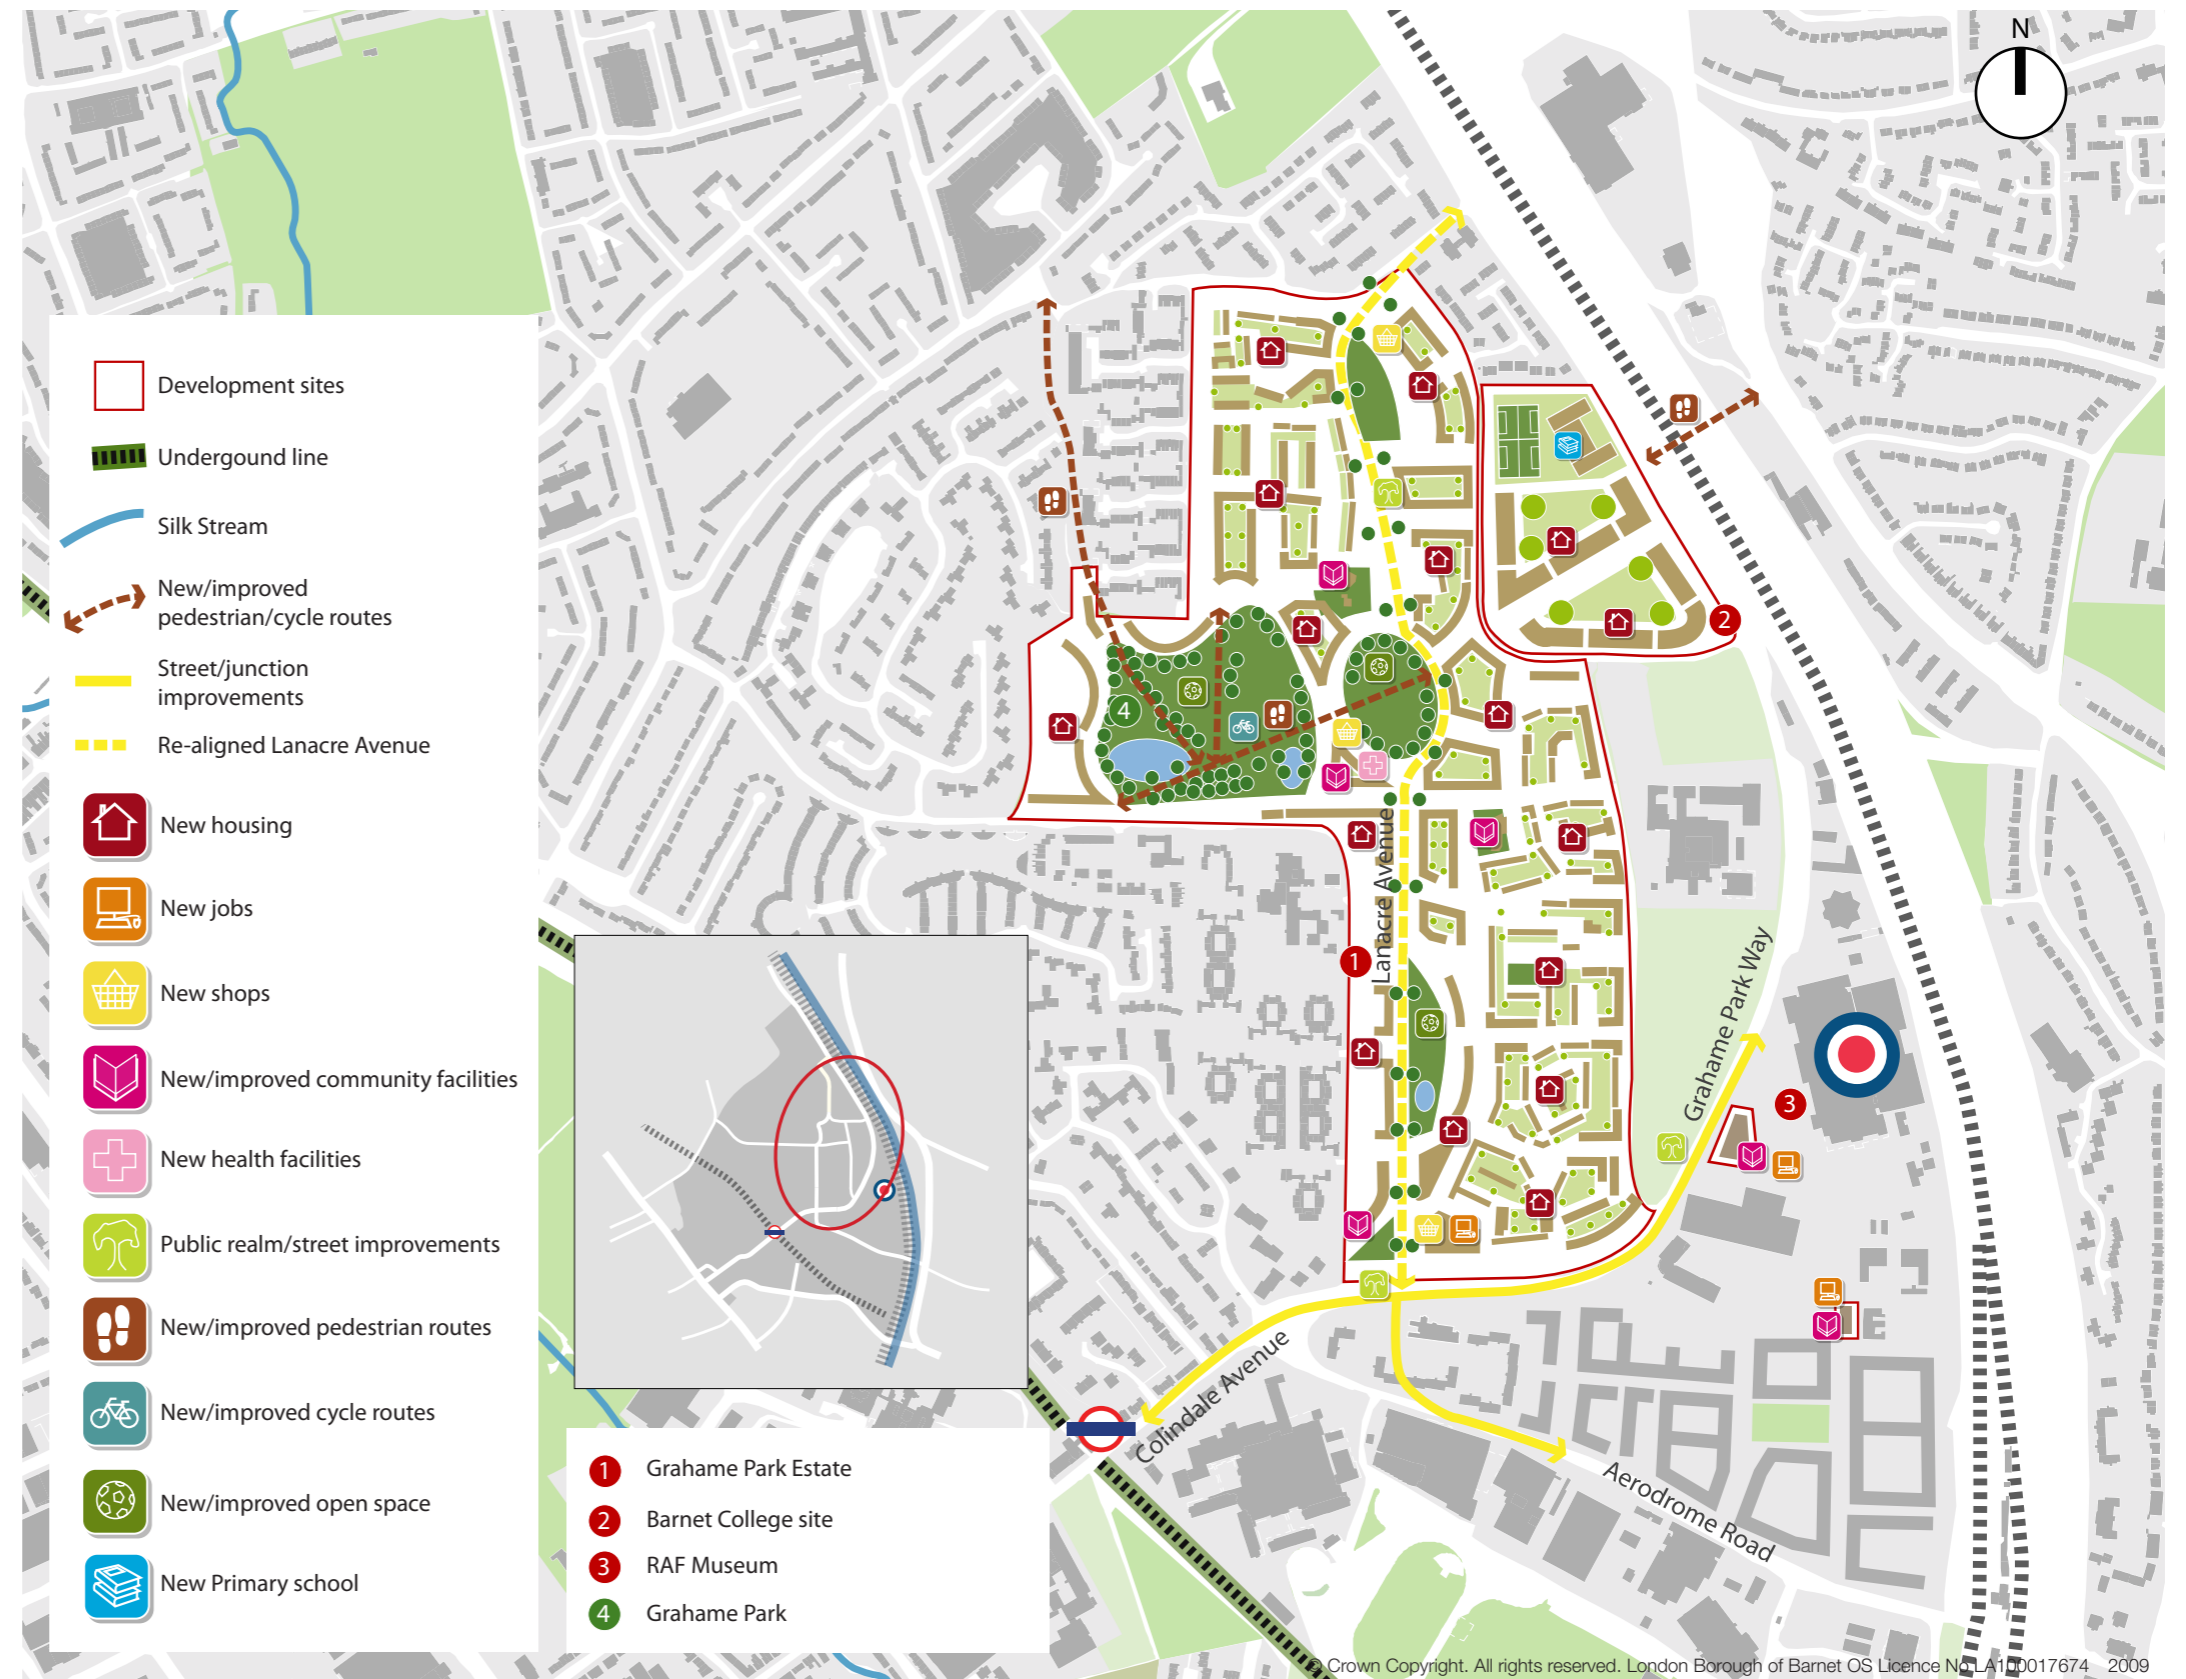 N
Development sites
Undergound line
Silk Stream
New/improved
pedestrian/cycle routes
Street/junction
improvements
Re-aligned Lanacre Avenue
New housing
New jobs
New shops
New/improved community facilities
New health facilities
Public realm/street improvements
New/improved pedestrian routes
New/improved cycle routes
New/improved open space
New Primary school
2
4
Lanacre Avenue
1
Grahame Park Way
3
Colindale Avenue
Aerodrome Road
1 Grahame Park Estate
2 Barnet College site
3 RAF Museum
4 Grahame Park
© Crown Copyright. All rights reserved. London Borough of Barnet OS Licence No LA100017674 2009